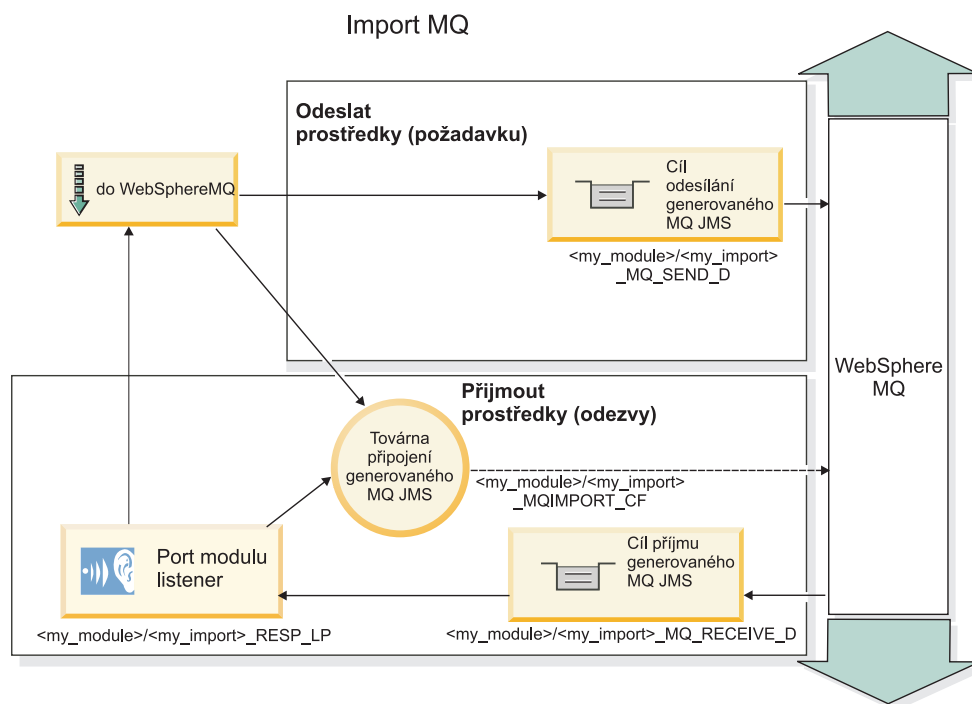 Import MQ
Odeslat
prostředky (požadavku)
do WebSphereMQ
Cíl
odesílání
generovaného
MQ JMS
<my_module>/<my_import>
_MQ_SEND_D
WebSphere
MQ
Přijmout
prostředky (odezvy)
Továrna
připojení
generovaného
MQ JMS
<my_module>/<my_import>
_MQIMPORT_CF
Port modulu
listener
<my_module>/<my_import>_RESP_LP
Cíl příjmu
generovaného
MQ JMS
<my_module>/<my_import>_MQ_RECEIVE_D